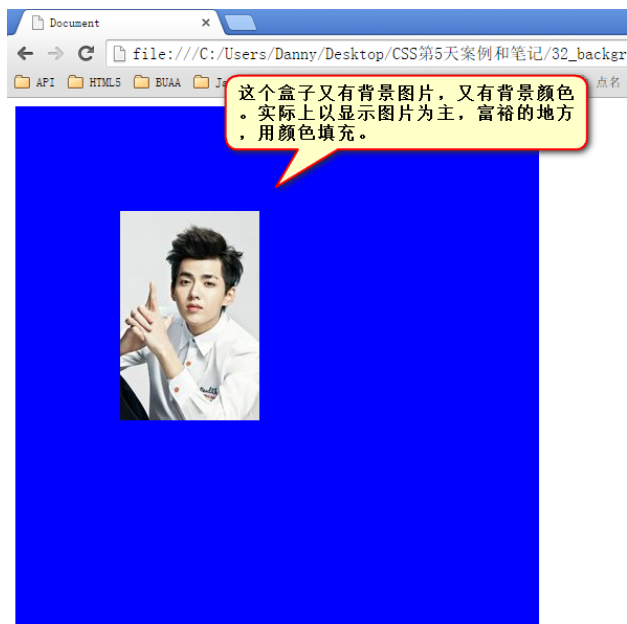 Document
file:///C:/Users/Danny/Desktop/CSS第5天案例和笔记/32_backgr
API HTML5 BUAA 点名
这个盒子又有背景图片,又有背景颜色
。实际上以显示图片为主,富裕的地方
,用颜色填充。